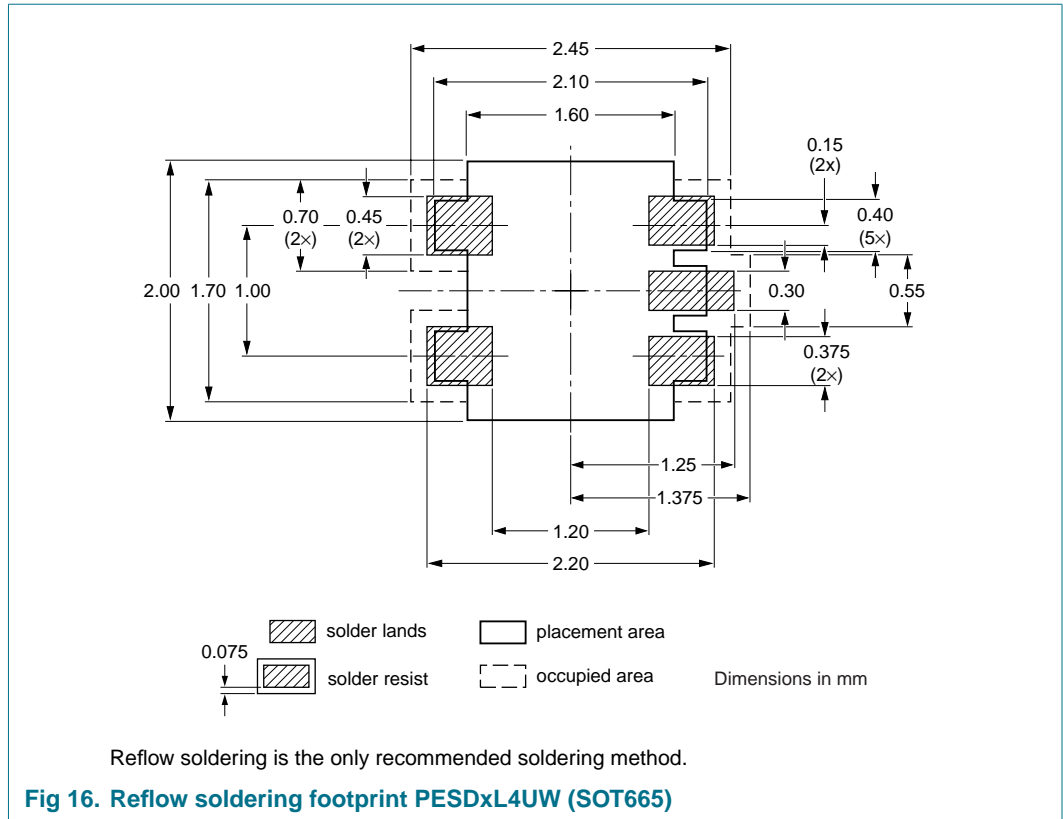 2.45
2.10
1.60
0.15
(2x)
0.70
(2×)
0.45
(2×)
0.40
(5×)
2.00
1.70
1.00
0.30
0.55
0.375
(2×)
1.25
1.375
1.20
2.20
solder lands
placement area
0.075
solder resist
occupied area
Dimensions in mm
Reflow soldering is the only recommended soldering method.
Fig 16. Reflow soldering footprint PESDxL4UW (SOT665)